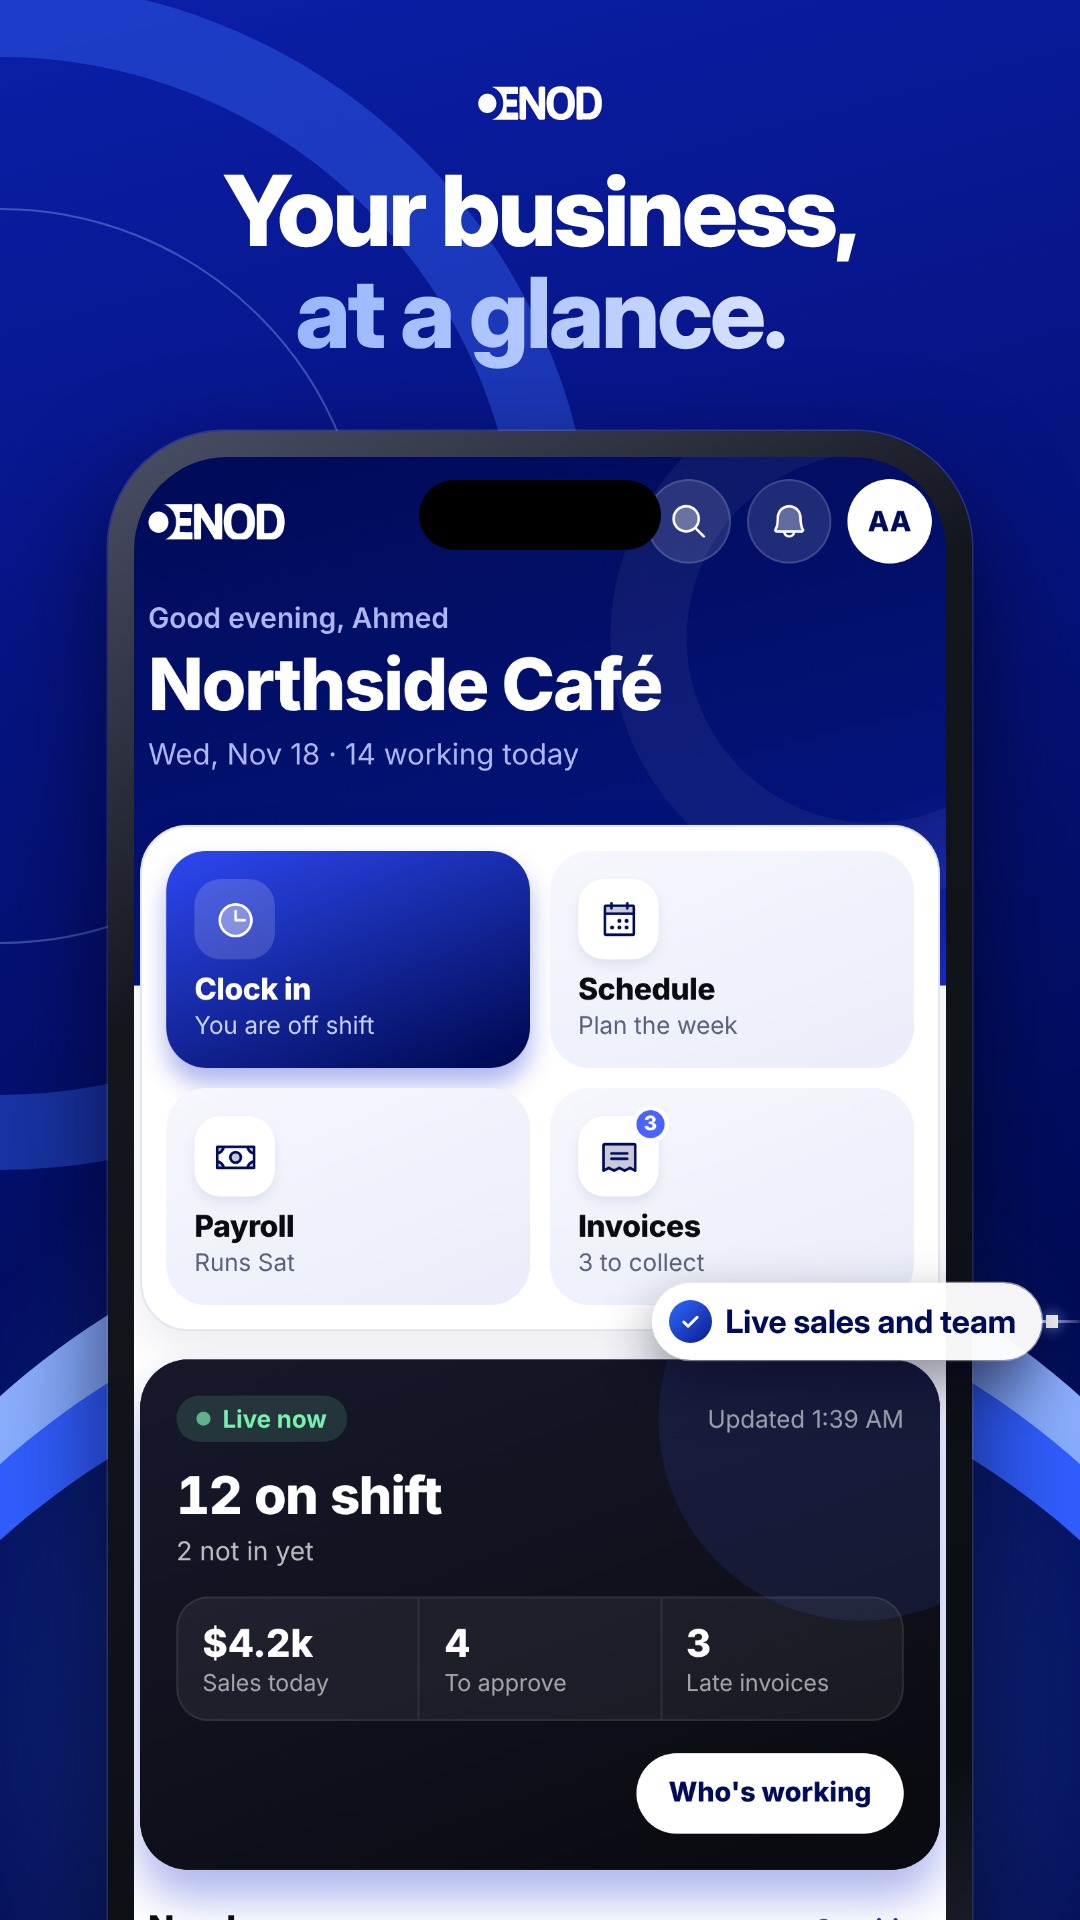 ENOD
Your business,
at a glance.
ENOD
AA
Good evening, Ahmed
Northside Café
Wed, Nov 18 · 14 working today
Clock in
You are off shift
Schedule
Plan the week
Payroll
Runs Sat
3
Invoices
3 to collect
Live sales and team
Live now
Updated 1:39 AM
12 on shift
2 not in yet
$4.2k
Sales today
4
To approve
3
Late invoices
Who's working